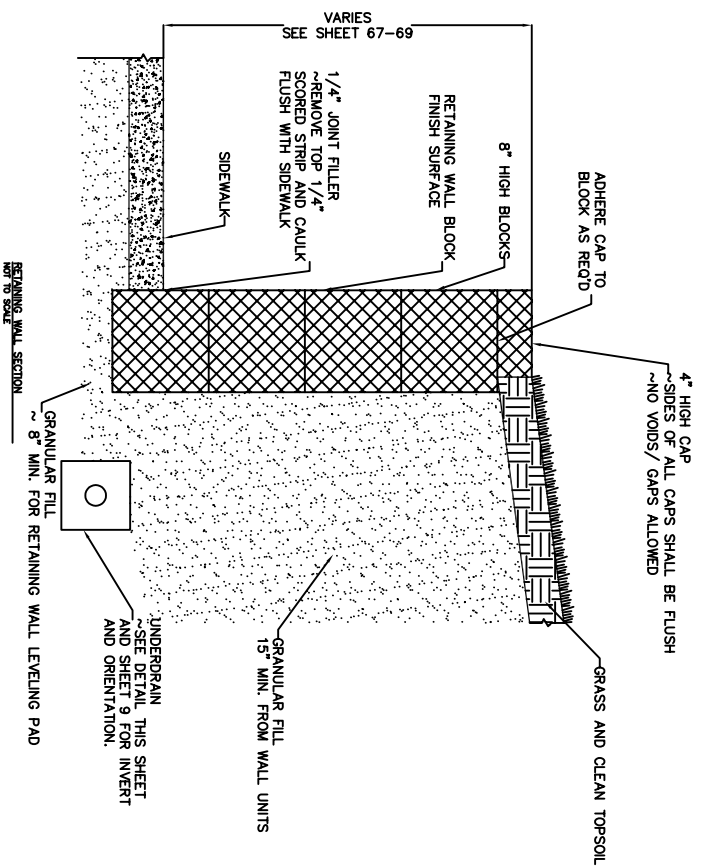 VARIES
SEE SHEET 67-69
4" HIGH CAP
~SIDES OF ALL CAPS SHALL BE FLUSH
~NO VOIDS/ GAPS ALLOWED
ADHERE CAP TO
BLOCK AS REQ'D
8" HIGH BLOCKS
RETAINING WALL BLOCK
FINISH SURFACE
1/4" JOINT FILLER
~REMOVE TOP 1/4"
SCORED STRIP AND CAULK
FLUSH WITH SIDEWALK
SIDEWALK
GRASS AND CLEAN TOPSOIL
GRANULAR FILL
15" MIN. FROM WALL UNITS
UNDERDRAIN
~SEE DETAIL THIS SHEET
AND SHEET 9 FOR INVERT
AND ORIENTATION.
GRANULAR FILL
~ 8" MIN. FOR RETAINING WALL LEVELING PAD
RETAINING WALL SECTION
NOT TO SCALE